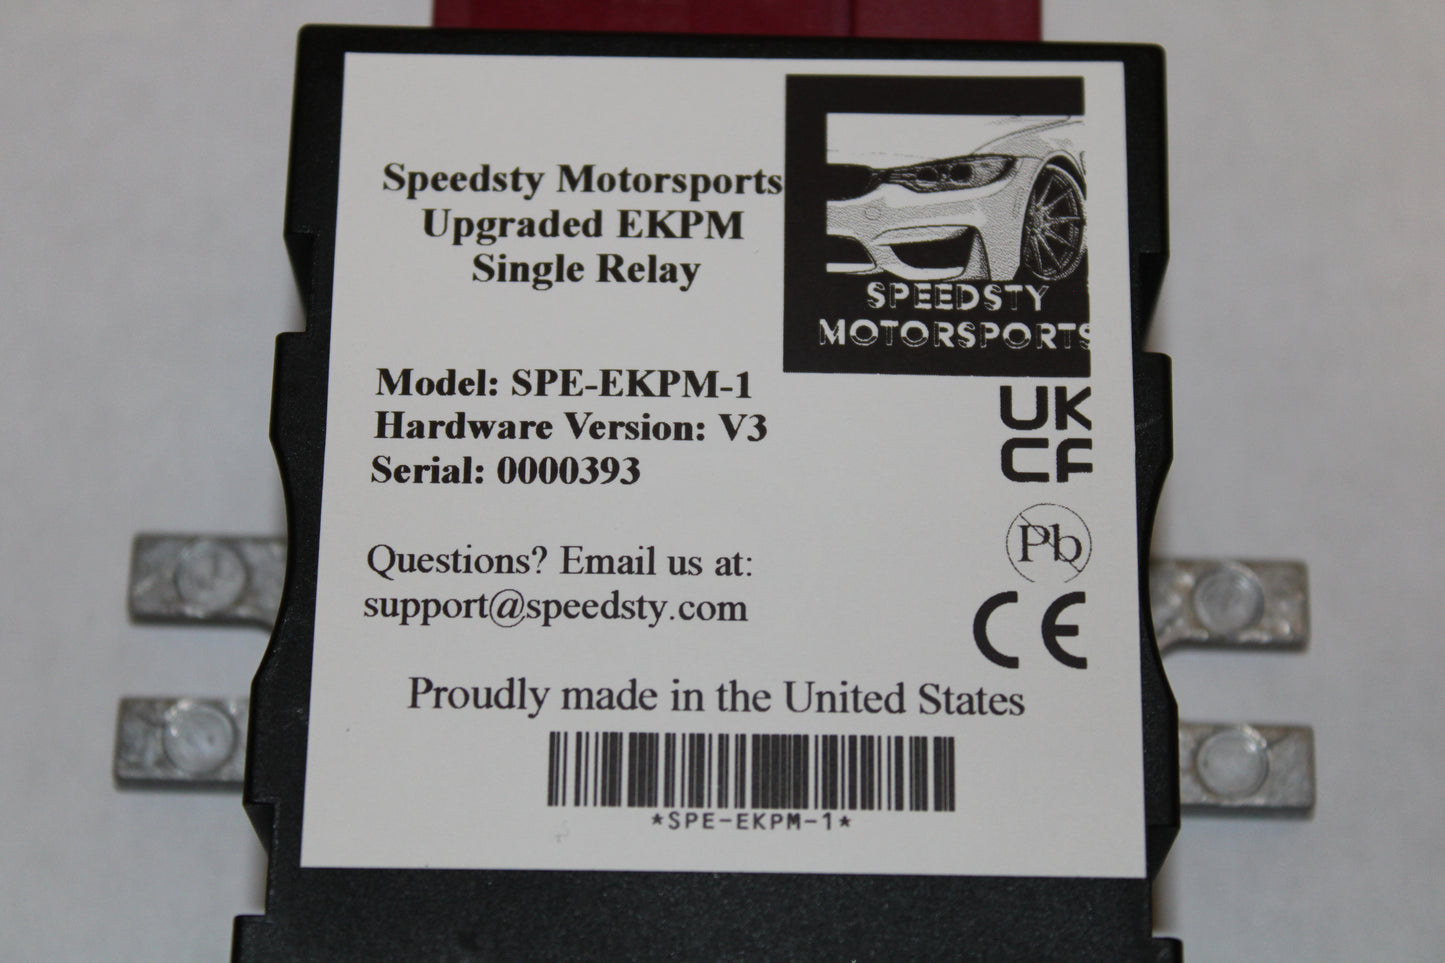 Speedsty Motorsports
Upgraded EKPM
Single Relay
SPEEDSTY
MOTORSPORTS
Model: SPE-EKPM-1
Hardware Version: V3
Serial: 0000393
UK
CA
Pb
Questions? Email us at:
support@speedsty.com
CE
Proudly made in the United States
*SPE-EKPM-1*